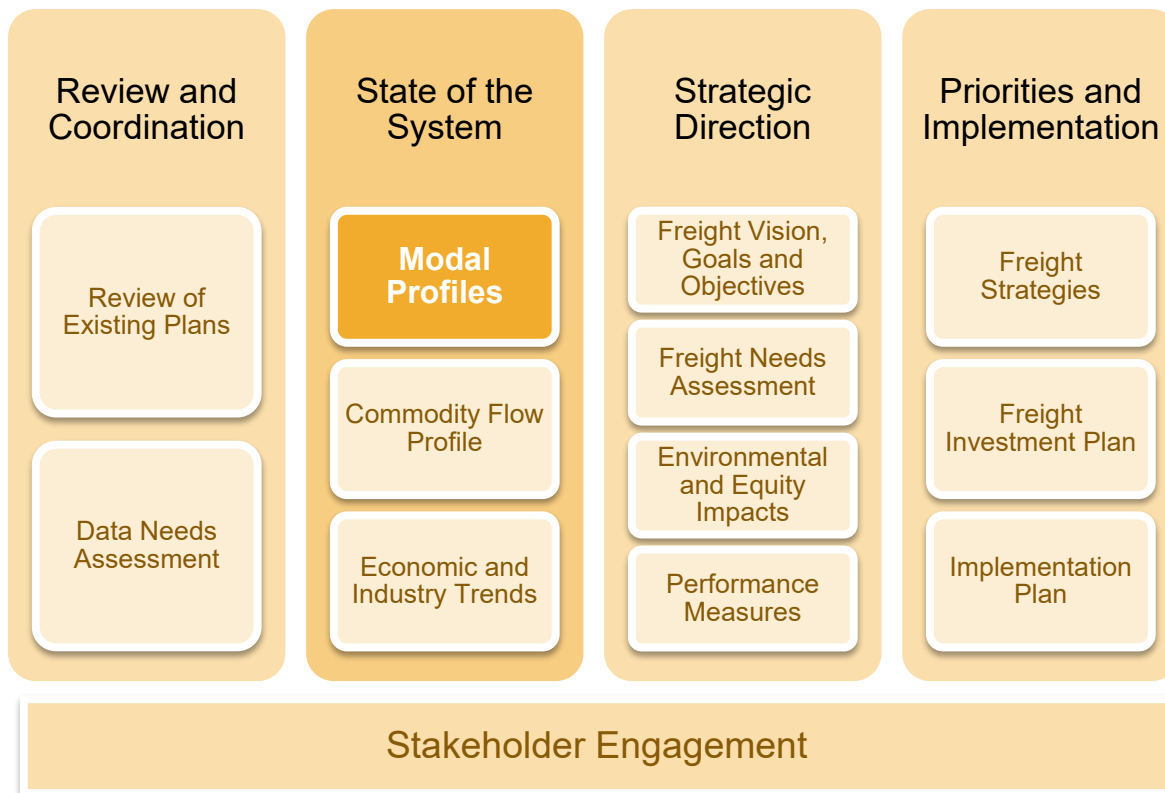 Review and
Coordination
Review of
Existing Plans
Data Needs
Assessment
State of the
System
Modal
Profiles
Commodity Flow
Profile
Economic and
Industry Trends
Strategic
Direction
Freight Vision,
Goals and
Objectives
Freight Needs
Assessment
Environmental
and Equity
Impacts
Performance
Measures
Priorities and
Implementation
Freight
Strategies
Freight
Investment Plan
Implementation
Plan
Stakeholder Engagement